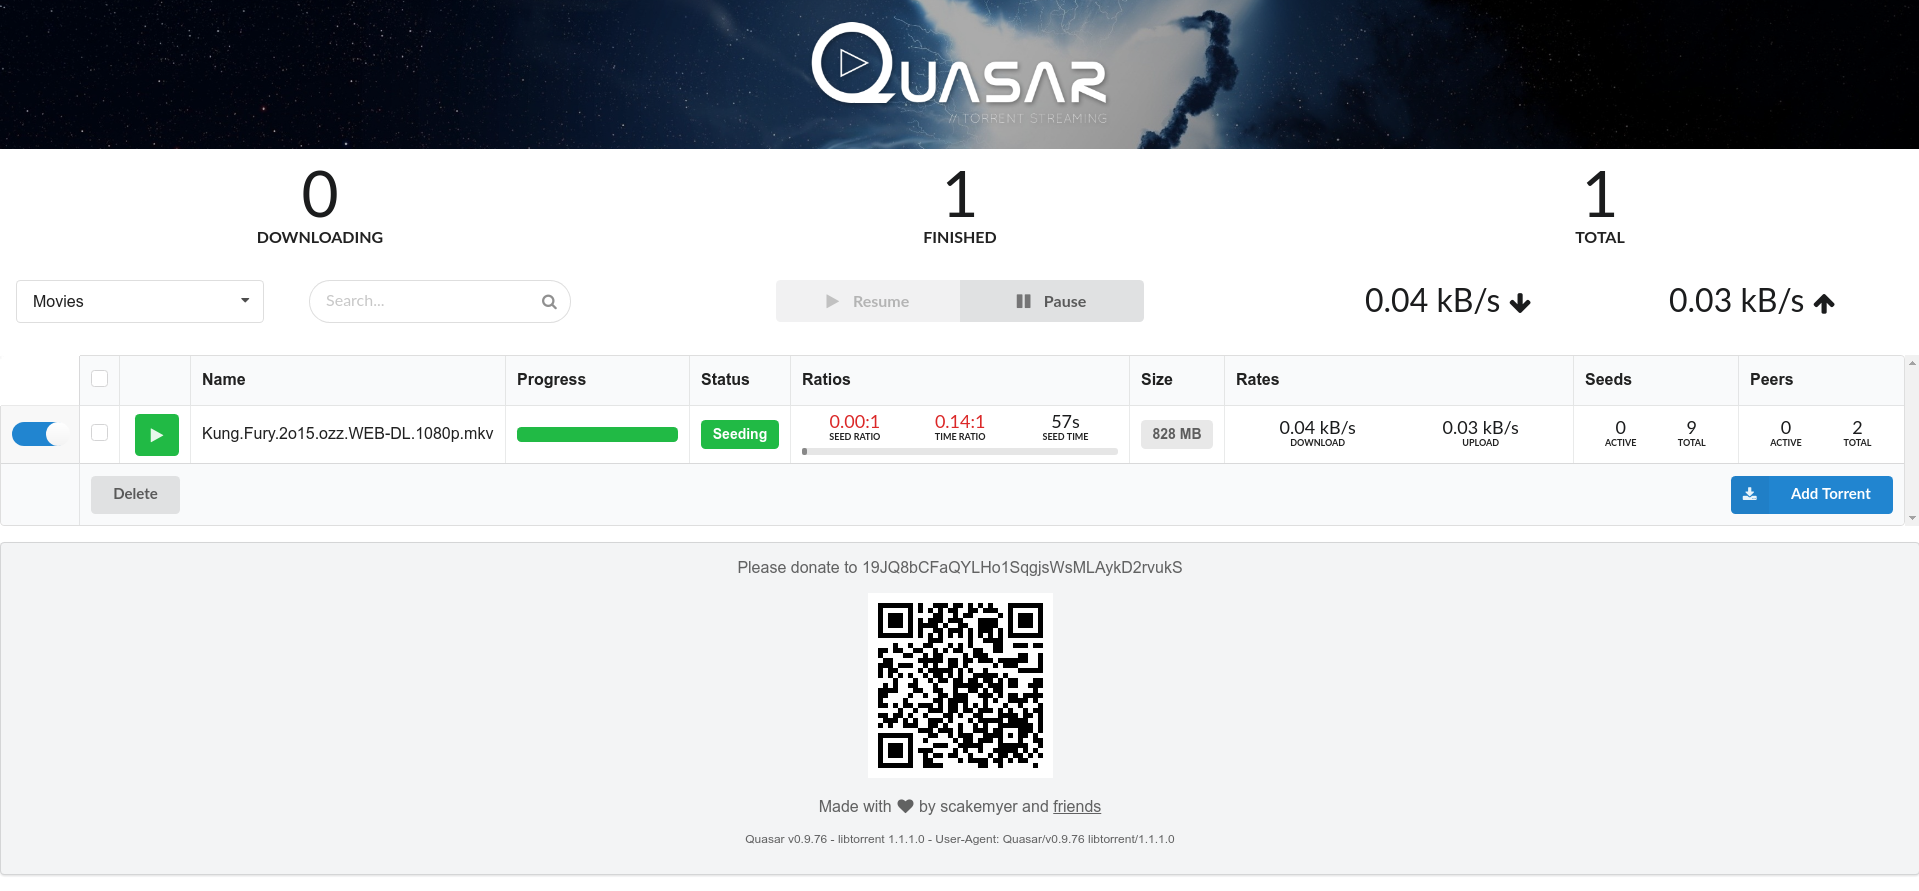 QUASAR
// TORRENT STREAMING
0
DOWNLOADING
1
FINISHED
1
TOTAL
Movies
Search...
Resume
Pause
0.04 kB/s
0.03 kB/s
Name Progress Status Ratios Size Rates Seeds Peers
Kung.Fury.2o15.ozz.WEB-DL.1080p.mkv
Seeding
0.00:1
SEED RATIO
0.14:1
TIME RATIO
57s
SEED TIME
828 MB
0.04 kB/s
DOWNLOAD
0.03 kB/s
UPLOAD
0
ACTIVE
9
TOTAL
0
ACTIVE
2
TOTAL
Delete
Add Torrent
Please donate to 19JQ8bCFaQYLHo1SqgjsWsMLAykD2rvukS
Made with ♥ by scakemyer and friends
Quasar v0.9.76 - libtorrent 1.1.1.0 - User-Agent: Quasar/v0.9.76 libtorrent/1.1.1.0